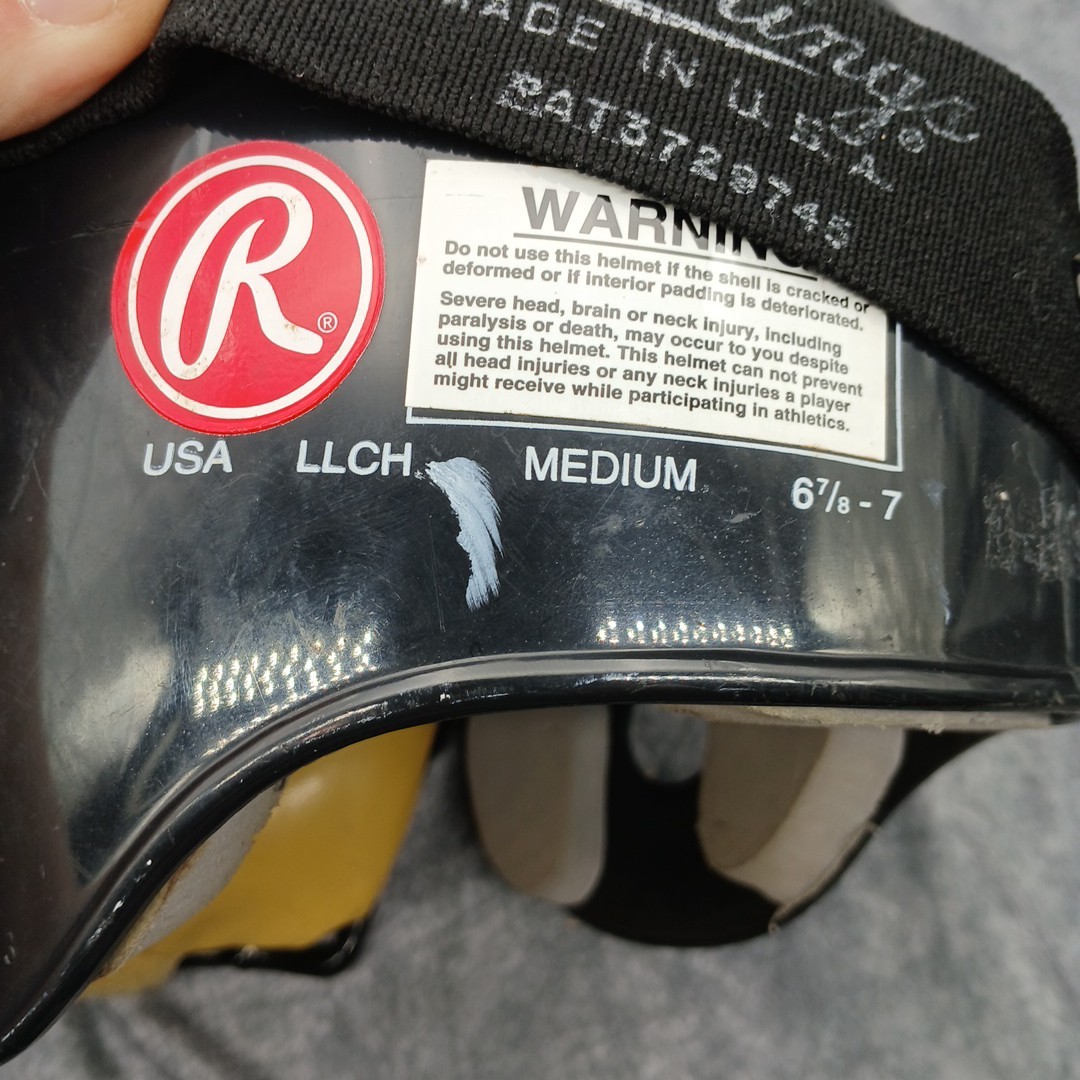 MADE IN U.S.A.
PAT3729745
R®
WARNING
Do not use this helmet if the shell is cracked or
deformed or if interior padding is deteriorated.
Severe head, brain or neck injury, including
paralysis or death, may occur to you despite
using this helmet. This helmet can not prevent
all head injuries or any neck injuries a player
might receive while participating in athletics.
USA LLCH MEDIUM 6⅞ - 7